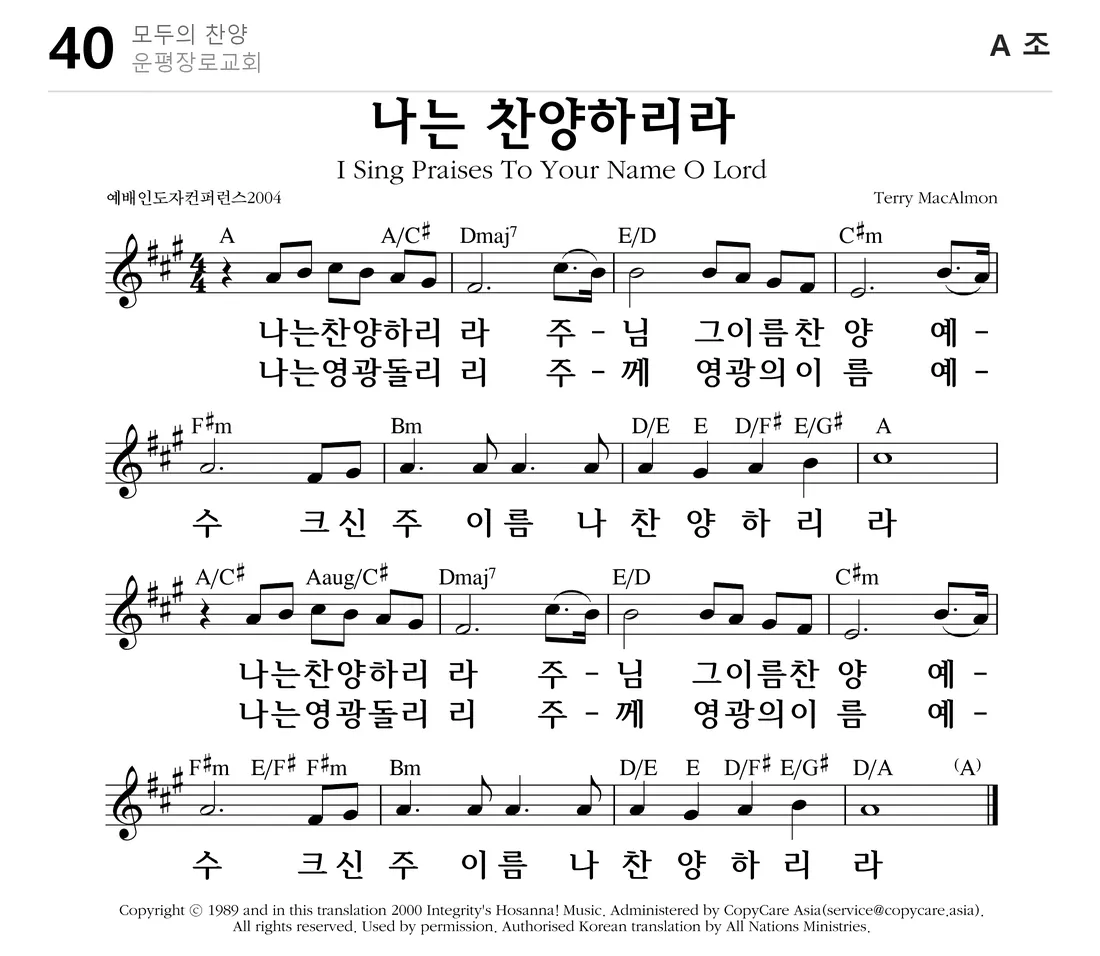 40 모두의 찬양
운평장로교회
A 조
나는 찬양하리라
I Sing Praises To Your Name O Lord
예배인도자컨퍼런스2004 Terry MacAlmon
A A/C♯ Dmaj7 E/D C♯m
4
4
나는찬양하리 라 주 - 님 그이름찬 양 예 -
나는영광돌리 리 주 - 께 영광의이 름 예 -
F♯m Bm D/E E D/F♯ E/G♯ A
수 크신 주 이름 나 찬 양 하 리 라
A/C♯ Aaug/C♯ Dmaj7 E/D C♯m
나는찬양하리 라 주 - 님 그이름찬 양 예 -
나는영광돌리 리 주 - 께 영광의이 름 예 -
F♯m E/F♯ F♯m Bm D/E E D/F♯ E/G♯ D/A (A)
수 크신 주 이름 나 찬 양 하 리 라
Copyright ⓒ 1989 and in this translation 2000 Integrity's Hosanna! Music. Administered by CopyCare Asia(service@copycare.asia).
All rights reserved. Used by permission. Authorised Korean translation by All Nations Ministries.